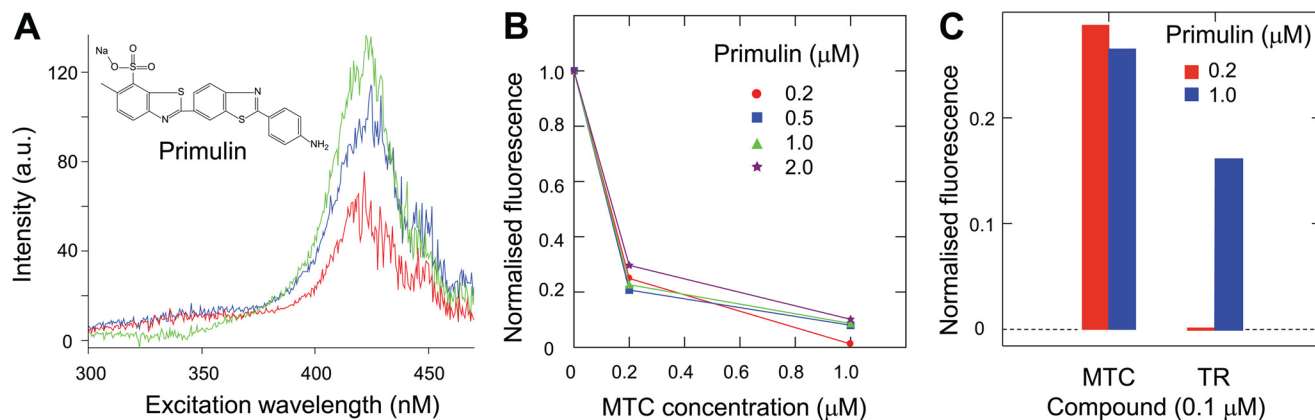 A
Na
O
O
S
O
S
N
N
S
NH₂
Primulin
120
80
40
0
Intensity (a.u.)
300 350 400 450
Excitation wavelength (nM)
B
Primulin (μM)
0.2
0.5
1.0
2.0
1.0
1.0
0.8
0.6
0.4
0.2
0
Normalised fluorescence
0 0.2 0.4 0.6 0.8 1.0
MTC concentration (μM)
C
Primulin (μM)
0.2
1.0
0.2
0.1
0
Normalised fluorescence
MTC TR
Compound (0.1 μM)